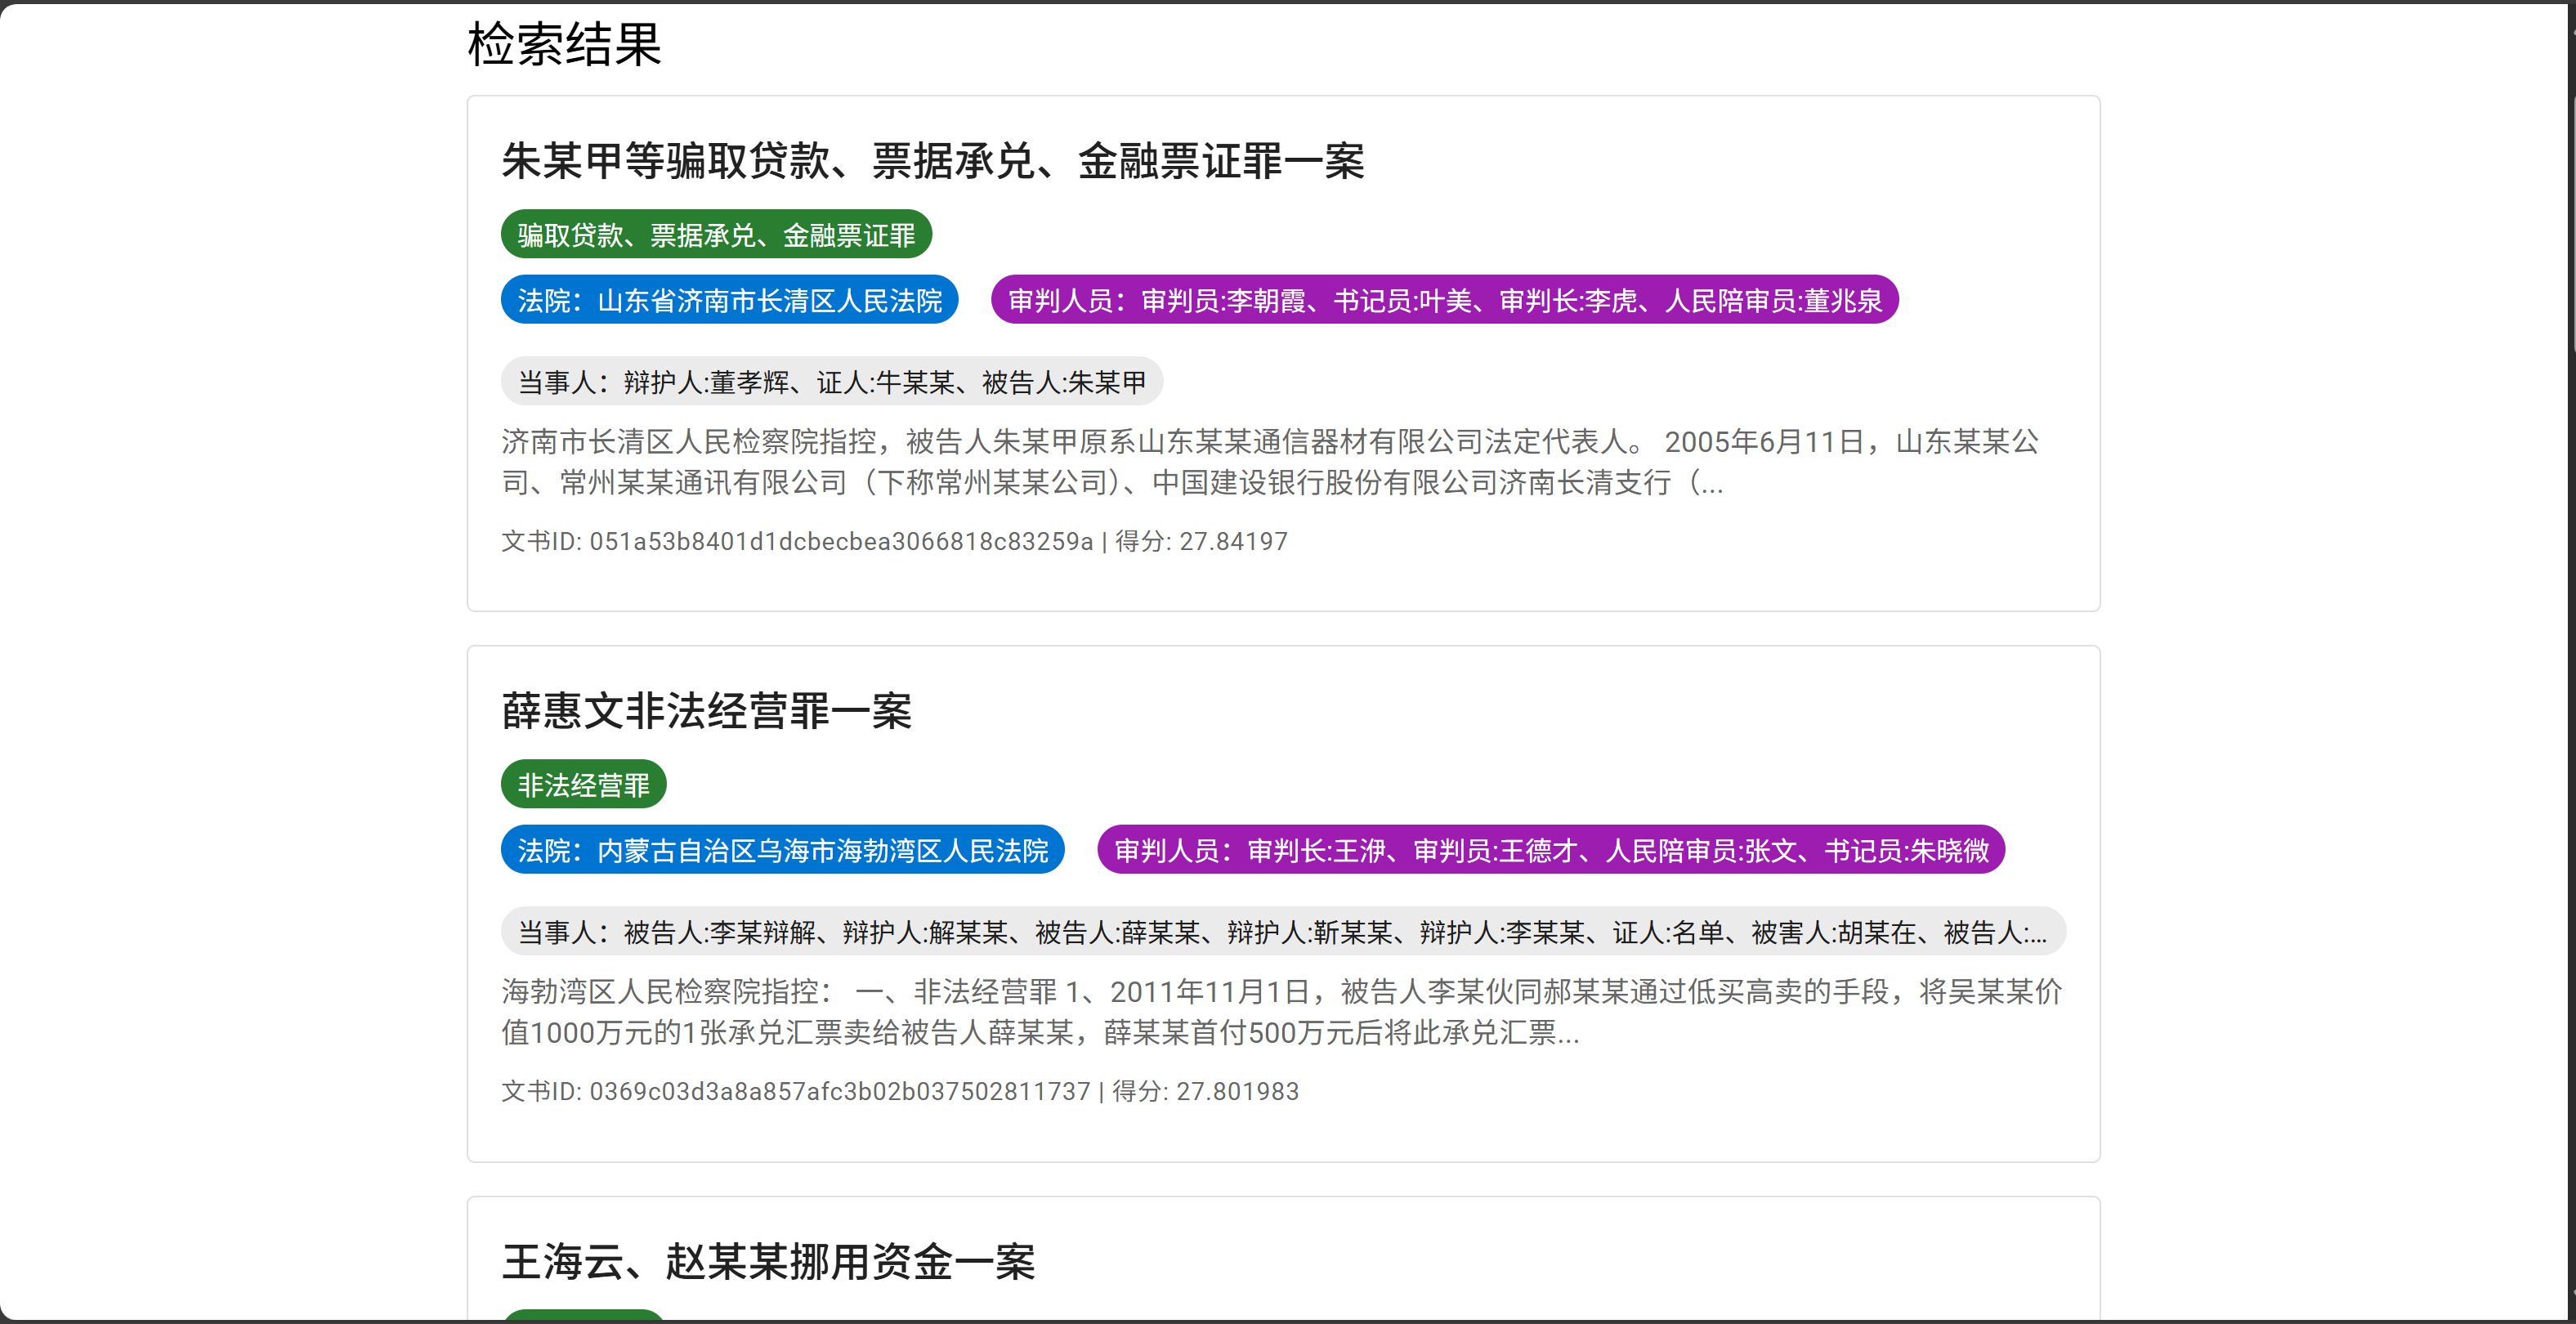 检索结果
朱某甲等骗取贷款、票据承兑、金融票证罪一案
骗取贷款、票据承兑、金融票证罪
法院：山东省济南市长清区人民法院
审判人员：审判员:李朝霞、书记员:叶美、审判长:李虎、人民陪审员:董兆泉
当事人：辩护人:董孝辉、证人:牛某某、被告人:朱某甲
济南市长清区人民检察院指控，被告人朱某甲原系山东某某通信器材有限公司法定代表人。 2005年6月11日，山东某某公
司、常州某某通讯有限公司（下称常州某某公司）、中国建设银行股份有限公司济南长清支行（...
文书ID: 051a53b8401d1dcbecbea3066818c83259a | 得分: 27.84197
薛惠文非法经营罪一案
非法经营罪
法院：内蒙古自治区乌海市海勃湾区人民法院
审判人员：审判长:王洢、审判员:王德才、人民陪审员:张文、书记员:朱晓微
当事人：被告人:李某辩解、辩护人:解某某、被告人:薛某某、辩护人:靳某某、辩护人:李某某、证人:名单、被害人:胡某在、被告人:...
海勃湾区人民检察院指控： 一、非法经营罪 1、2011年11月1日，被告人李某伙同郝某某通过低买高卖的手段，将吴某某价
值1000万元的1张承兑汇票卖给被告人薛某某，薛某某首付500万元后将此承兑汇票...
文书ID: 0369c03d3a8a857afc3b02b037502811737 | 得分: 27.801983
王海云、赵某某挪用资金一案